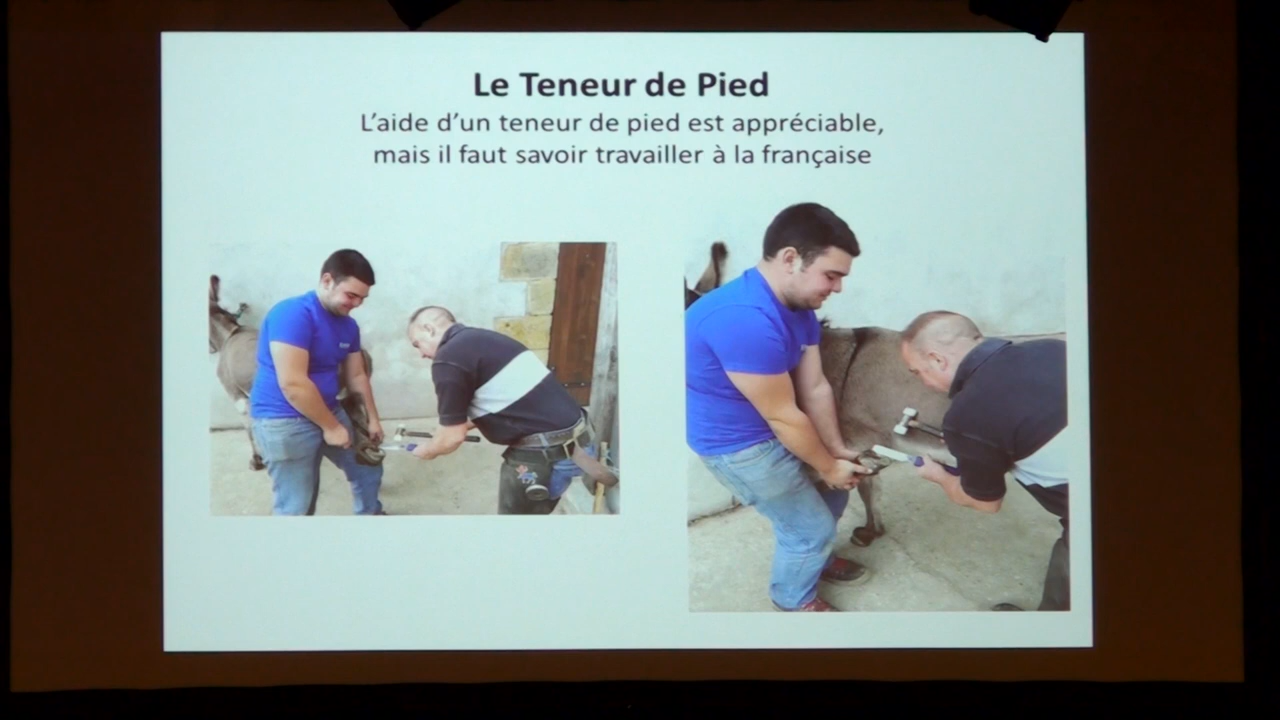 Le Teneur de Pied
L'aide d'un teneur de pied est appréciable,
mais il faut savoir travailler à la française